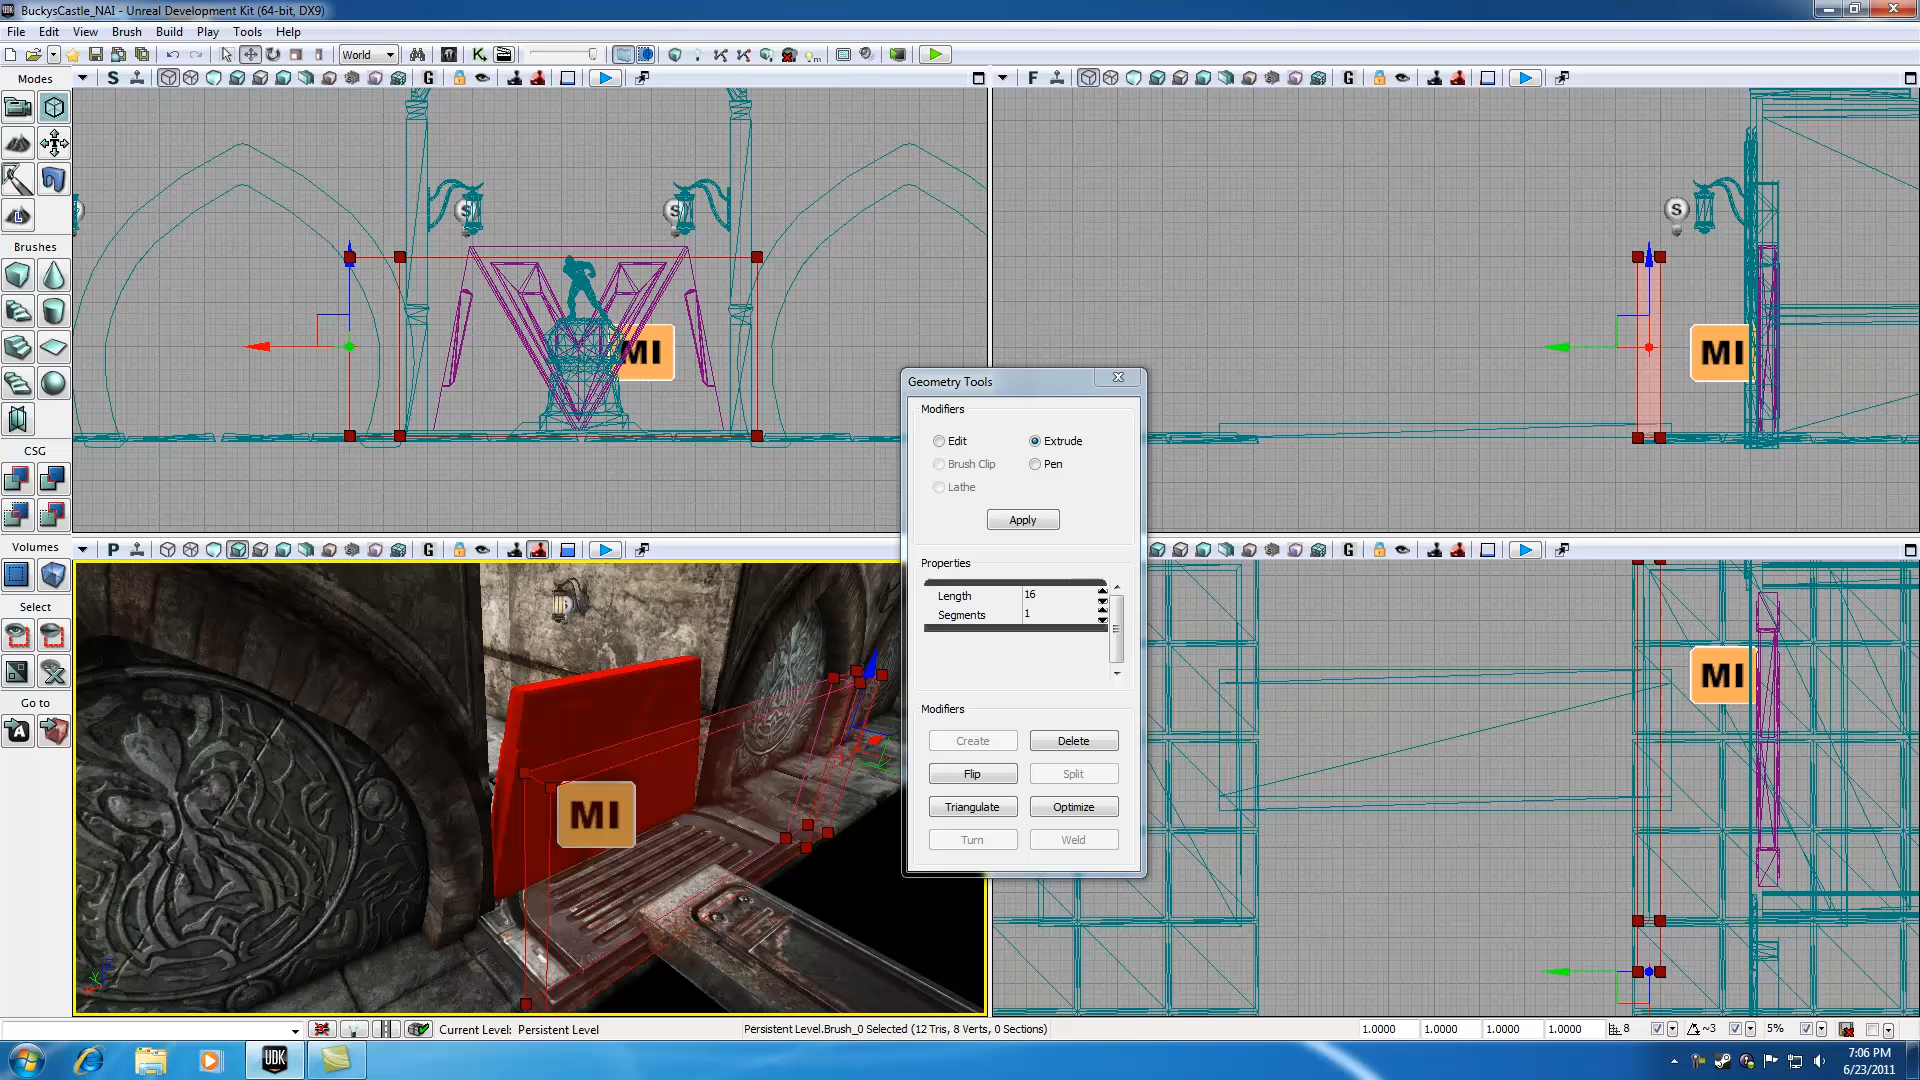 BuckysCastle_NAI - Unreal Development Kit (64-bit, DX9)
File Edit View Brush Build Play Tools Help
World
Modes
S
G
F
G
Brushes
CSG
Volumes
Select
Go to
A
L
S
S
MI
S
MI
P
G
G
MI
MI
Geometry Tools
Modifiers
Edit
Extrude
Brush Clip
Pen
Lathe
Apply
Properties
Length 16
Segments 1
Modifiers
Create
Delete
Flip
Split
Triangulate
Optimize
Turn
Weld
Current Level: Persistent Level
Persistent Level.Brush_0 Selected (12 Tris, 8 Verts, 0 Sections)
1.0000 1.0000 1.0000 1.0000
8
~3
5%
UDK
7:06 PM
6/23/2011